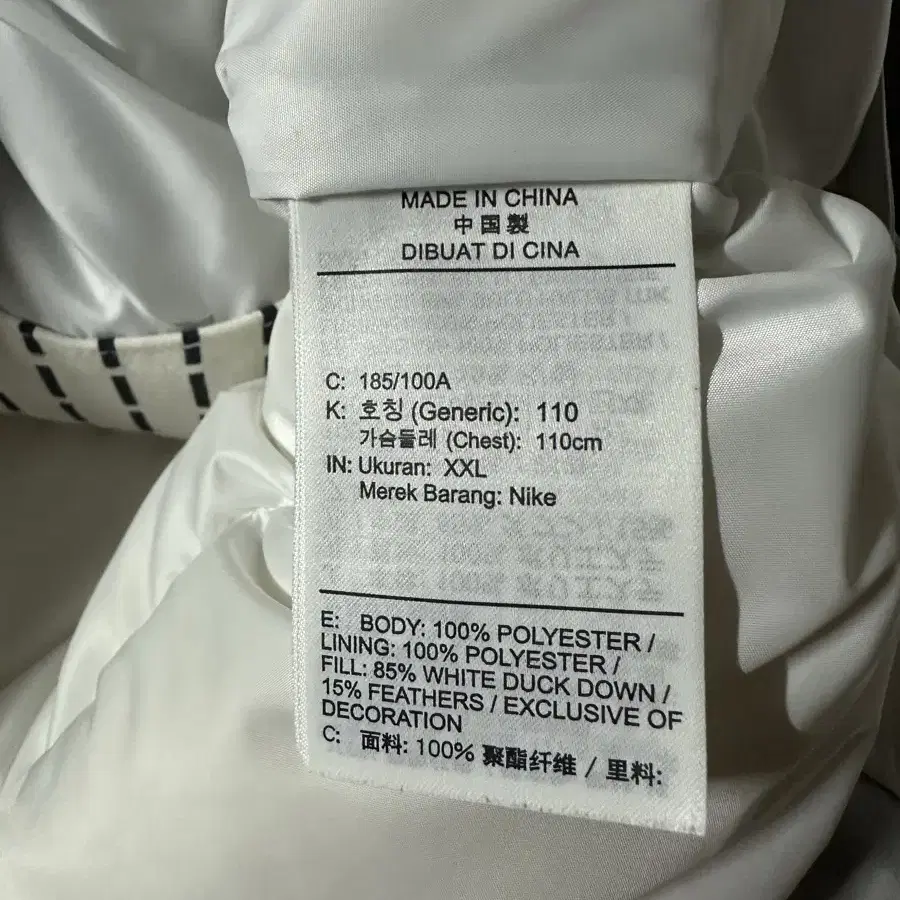 MADE IN CHINA
中国製
DIBUAT DI CINA
C: 185/100A
K: 호칭 (Generic): 110
가슴둘레 (Chest): 110cm
IN: Ukuran: XXL
Merek Barang: Nike
E: BODY: 100% POLYESTER /
LINING: 100% POLYESTER /
FILL: 85% WHITE DUCK DOWN /
15% FEATHERS / EXCLUSIVE OF
DECORATION
C: 面料: 100% 聚酯纤维 / 里料: